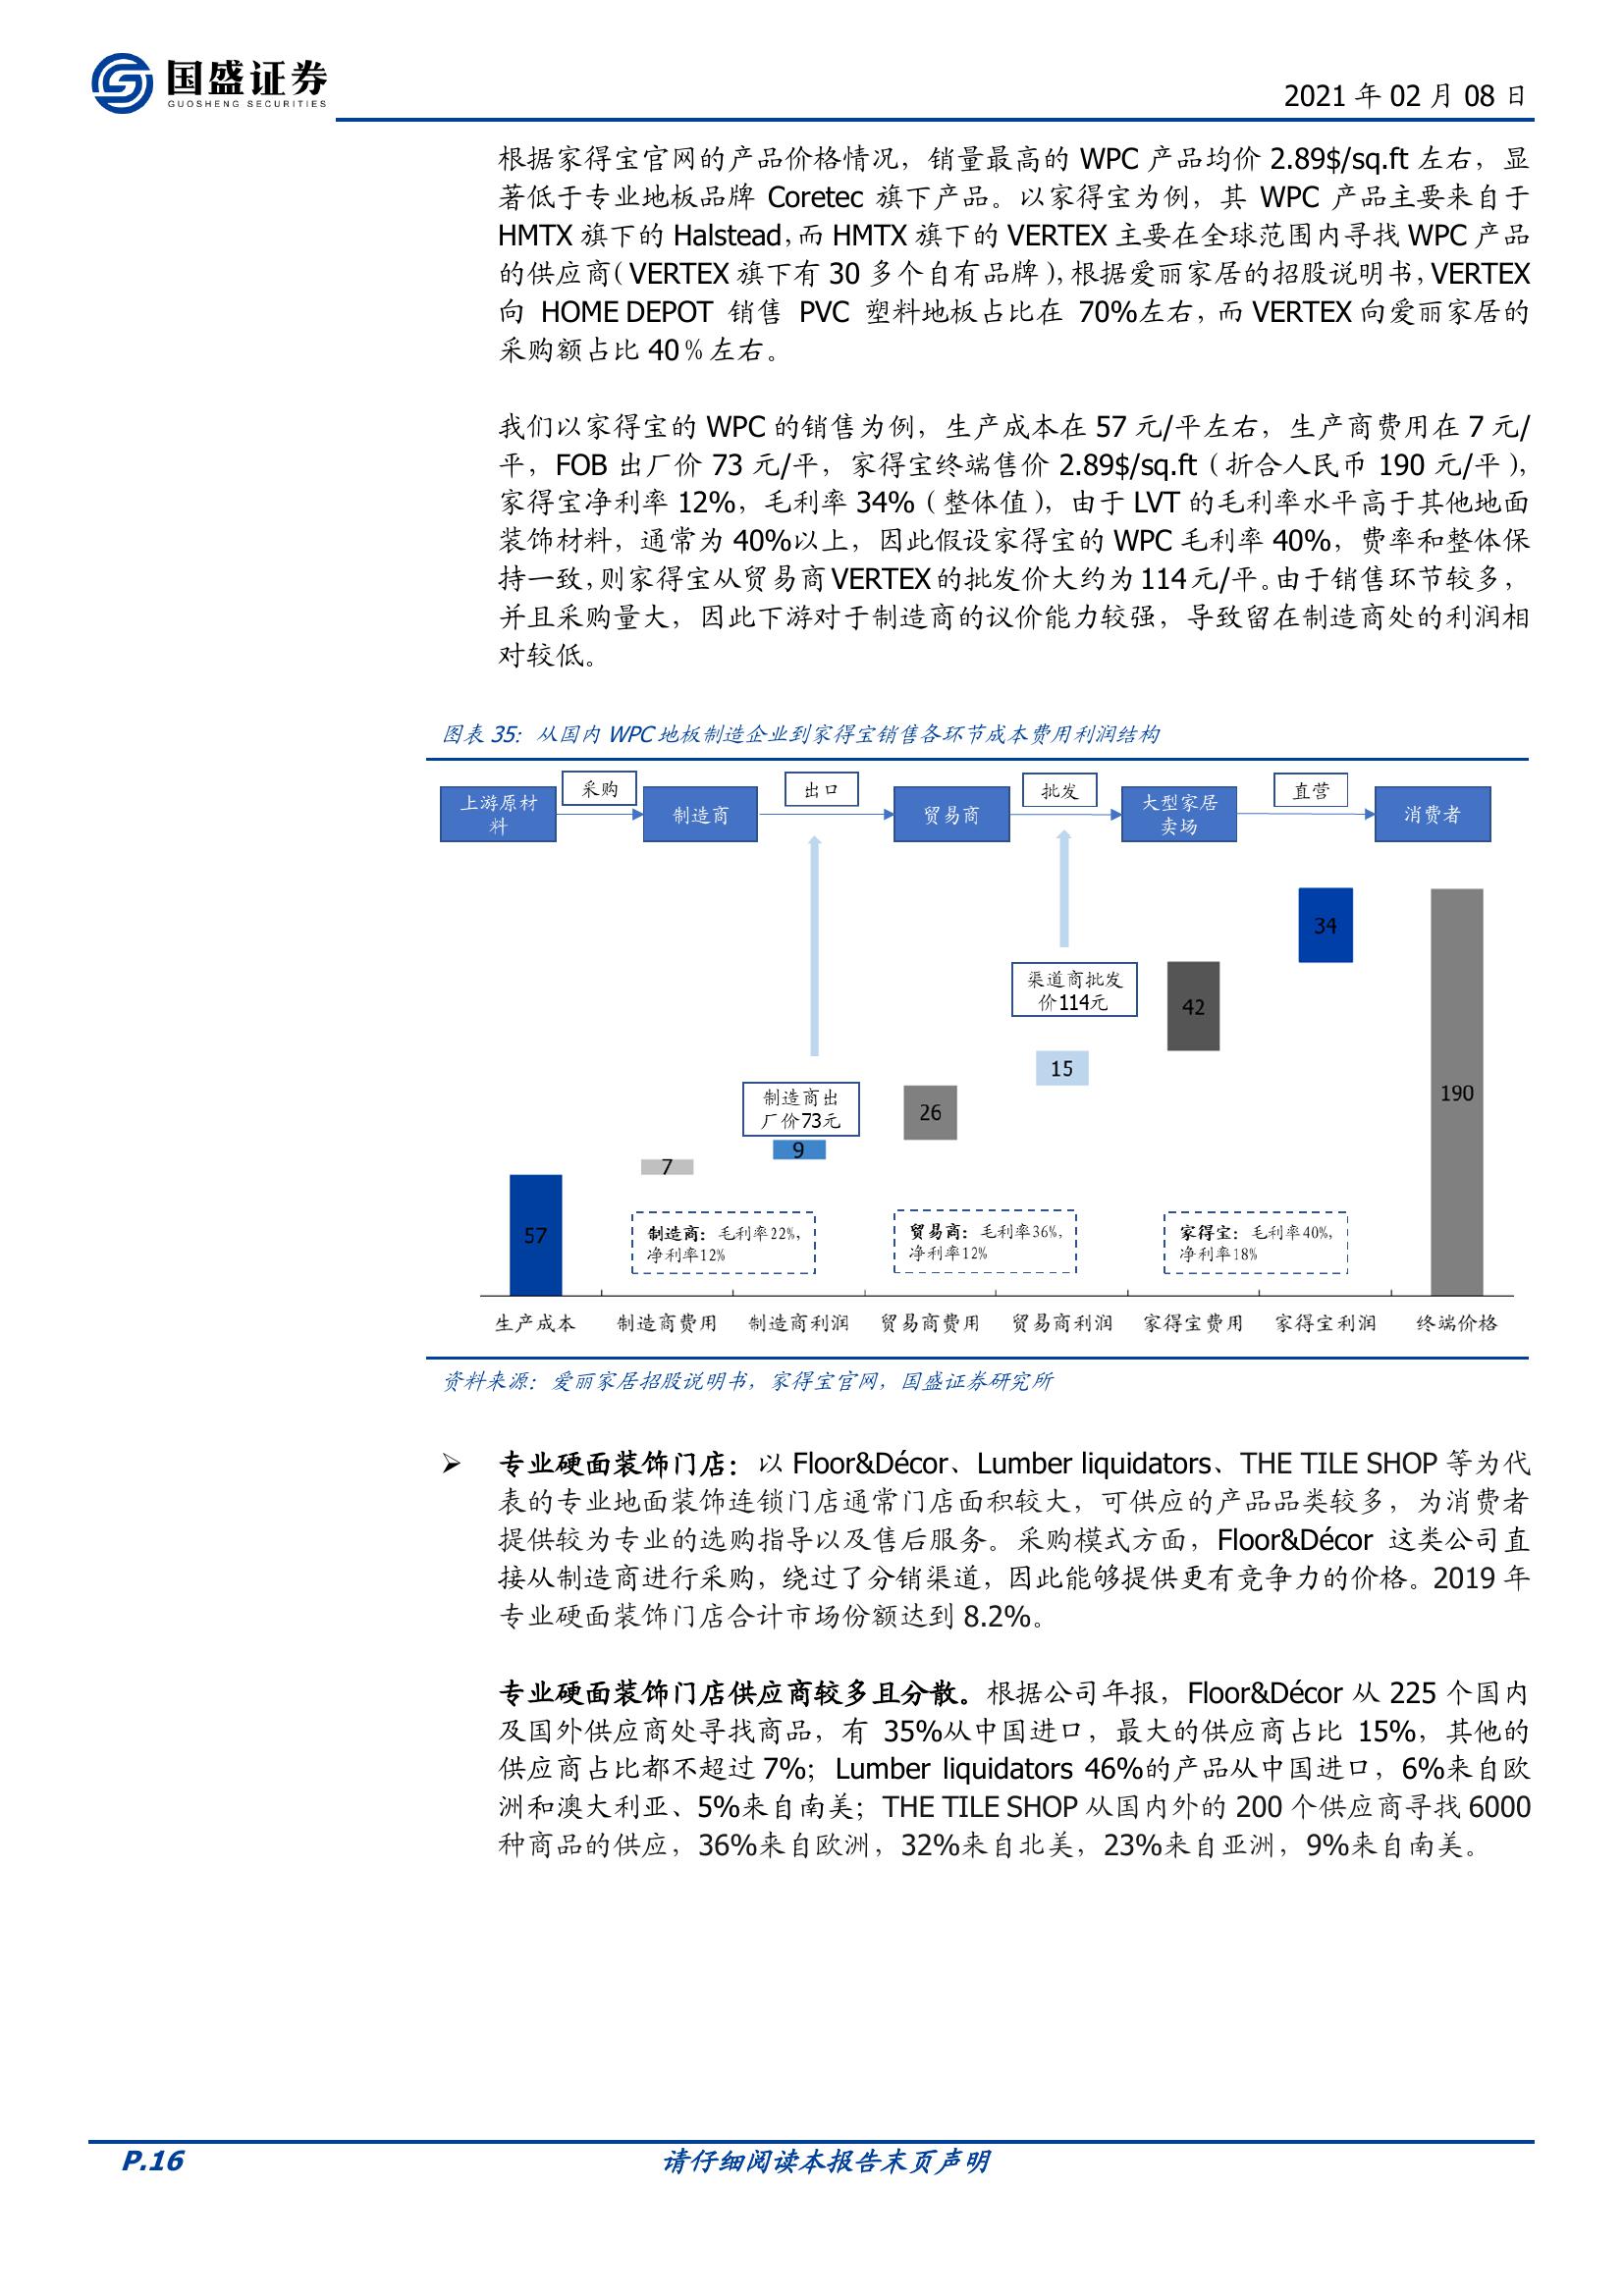 国盛证券
GUOSHENG SECURITIES
2021 年 02 月 08 日
根据家得宝官网的产品价格情况，销量最高的 WPC 产品均价 2.89$/sq.ft 左右，显
著低于专业地板品牌 Coretec 旗下产品。以家得宝为例，其 WPC 产品主要来自于
HMTX 旗下的 Halstead，而 HMTX 旗下的 VERTEX 主要在全球范围内寻找 WPC 产品
的供应商（VERTEX 旗下有 30 多个自有品牌），根据爱丽家居的招股说明书，VERTEX
向 HOME DEPOT 销售 PVC 塑料地板占比在 70%左右，而 VERTEX 向爱丽家居的
采购额占比 40％左右。
我们以家得宝的 WPC 的销售为例，生产成本在 57 元/平左右，生产商费用在 7 元/
平，FOB 出厂价 73 元/平，家得宝终端售价 2.89$/sq.ft（折合人民币 190 元/平），
家得宝净利率 12%，毛利率 34%（整体值），由于 LVT 的毛利率水平高于其他地面
装饰材料，通常为 40%以上，因此假设家得宝的 WPC 毛利率 40%，费率和整体保
持一致，则家得宝从贸易商 VERTEX 的批发价大约为 114 元/平。由于销售环节较多，
并且采购量大，因此下游对于制造商的议价能力较强，导致留在制造商处的利润相
对较低。
图表 35：从国内 WPC 地板制造企业到家得宝销售各环节成本费用利润结构
采购 出口 批发 直营
上游原材
料
制造商
贸易商
大型家居
卖场
消费者
34
渠道商批发
价114元
42
15
190
制造商出
厂价73元
26
9
7
57
制造商：毛利率22%，
净利率12%
贸易商：毛利率36%，
净利率12%
家得宝：毛利率40%，
净利率18%
生产成本 制造商费用 制造商利润 贸易商费用 贸易商利润 家得宝费用 家得宝利润 终端价格
资料来源：爱丽家居招股说明书，家得宝官网，国盛证券研究所
➢ 专业硬面装饰门店：以 Floor&Décor、Lumber liquidators、THE TILE SHOP 等为代
表的专业地面装饰连锁门店通常门店面积较大，可供应的产品品类较多，为消费者
提供较为专业的选购指导以及售后服务。采购模式方面，Floor&Décor 这类公司直
接从制造商进行采购，绕过了分销渠道，因此能够提供更有竞争力的价格。2019 年
专业硬面装饰门店合计市场份额达到 8.2%。
专业硬面装饰门店供应商较多且分散。根据公司年报，Floor&Décor 从 225 个国内
及国外供应商处寻找商品，有 35%从中国进口，最大的供应商占比 15%，其他的
供应商占比都不超过 7%；Lumber liquidators 46%的产品从中国进口，6%来自欧
洲和澳大利亚、5%来自南美；THE TILE SHOP 从国内外的 200 个供应商寻找 6000
种商品的供应，36%来自欧洲，32%来自北美，23%来自亚洲，9%来自南美。
P.16
请仔细阅读本报告末页声明